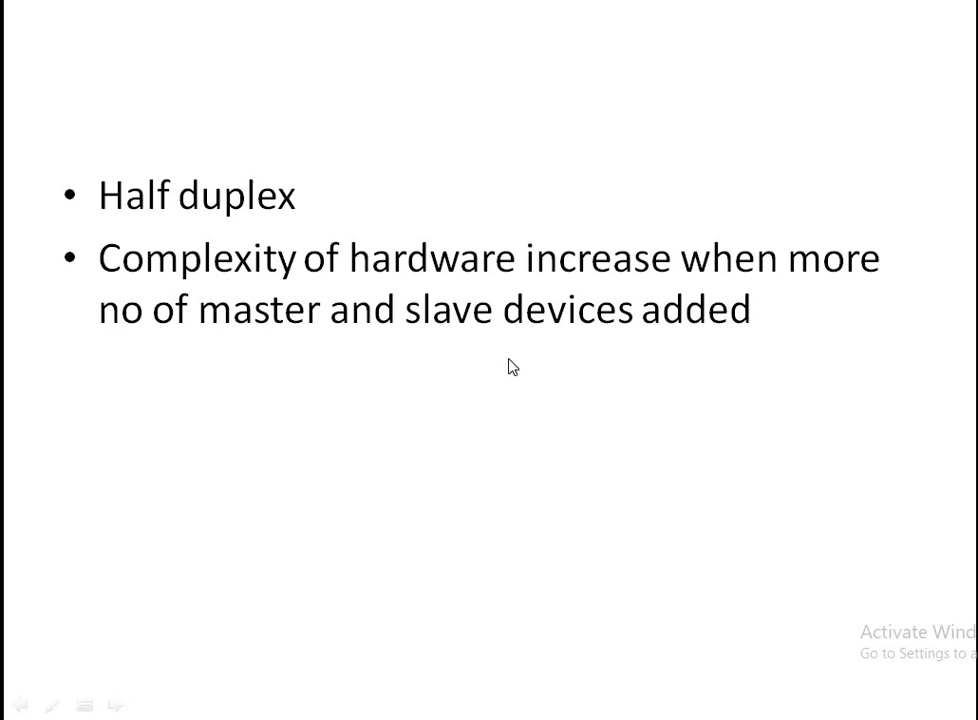 • Half duplex
• Complexity of hardware increase when more
no of master and slave devices added
Activate Wind
Go to Settings to a